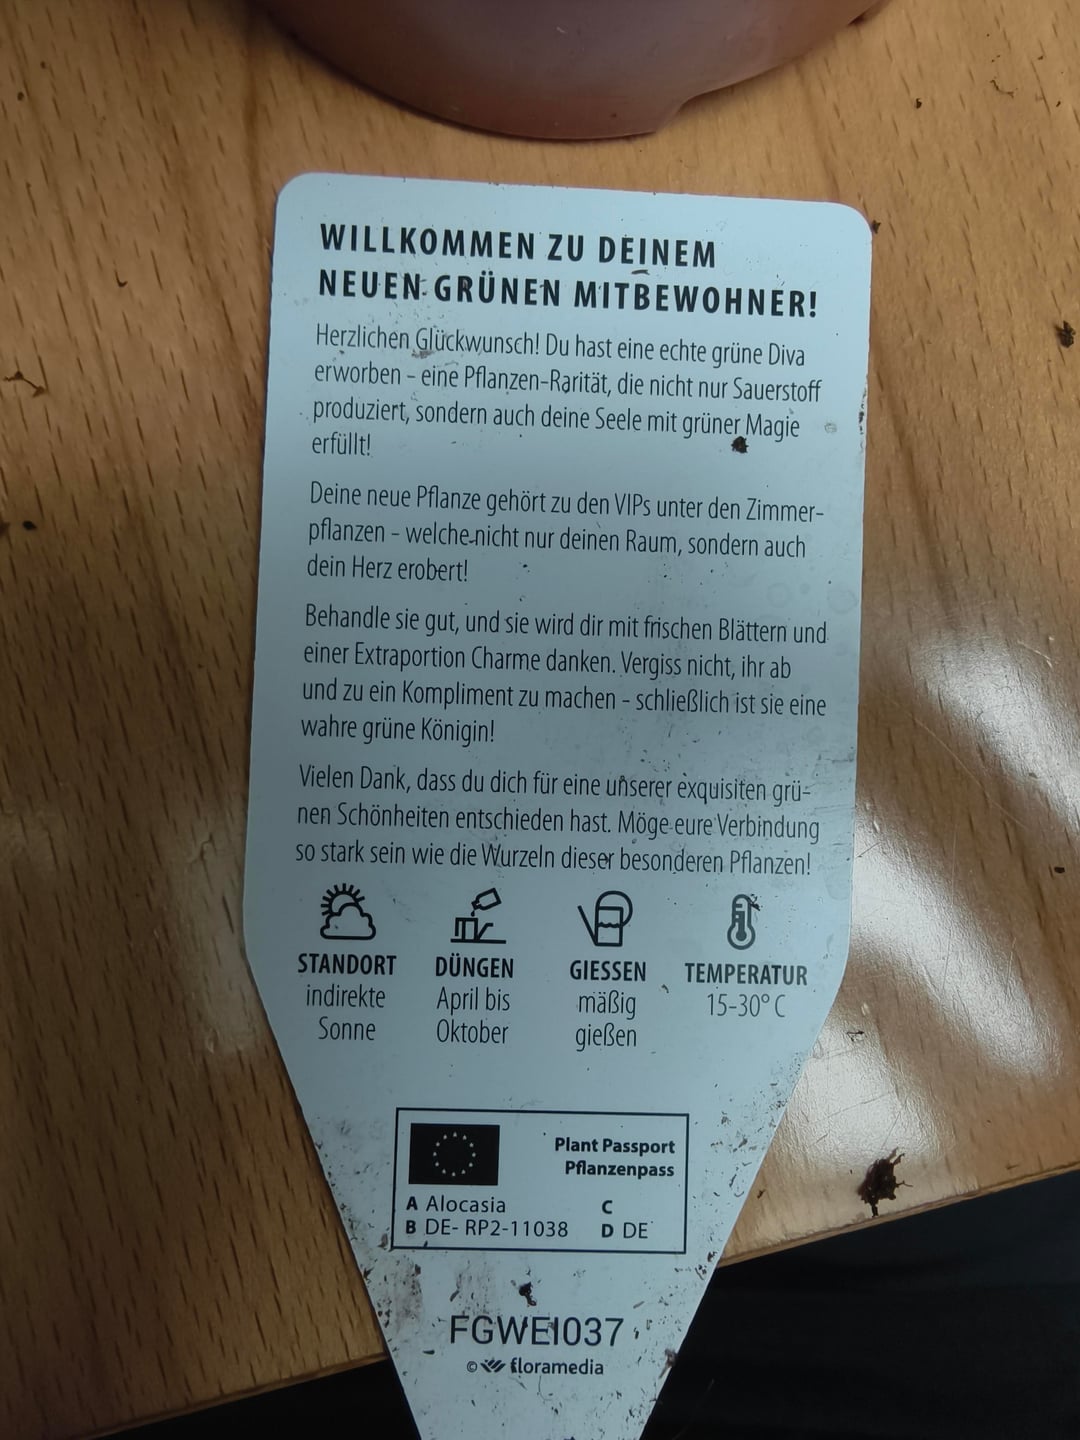 WILLKOMMEN ZU DEINEM
NEUEN GRÜNEN MITBEWOHNER!
Herzlichen Glückwunsch! Du hast eine echte grüne Diva
erworben – eine Pflanzen-Rarität, die nicht nur Sauerstoff
produziert, sondern auch deine Seele mit grüner Magie
erfüllt!
Deine neue Pflanze gehört zu den VIPs unter den Zimmer-
pflanzen – welche nicht nur deinen Raum, sondern auch
dein Herz erobert!
Behandle sie gut, und sie wird dir mit frischen Blättern und
einer Extraportion Charme danken. Vergiss nicht, ihr ab
und zu ein Kompliment zu machen – schließlich ist sie eine
wahre grüne Königin!
Vielen Dank, dass du dich für eine unserer exquisiten grü-
nen Schönheiten entschieden hast. Möge eure Verbindung
so stark sein wie die Wurzeln dieser besonderen Pflanzen!
STANDORT
indirekte
Sonne
DÜNGEN
April bis
Oktober
GIESSEN
mäßig
gießen
TEMPERATUR
15-30° C
Plant Passport
Pflanzenpass
A Alocasia C
B DE- RP2-11038 D DE
FGWEI037
© floramedia